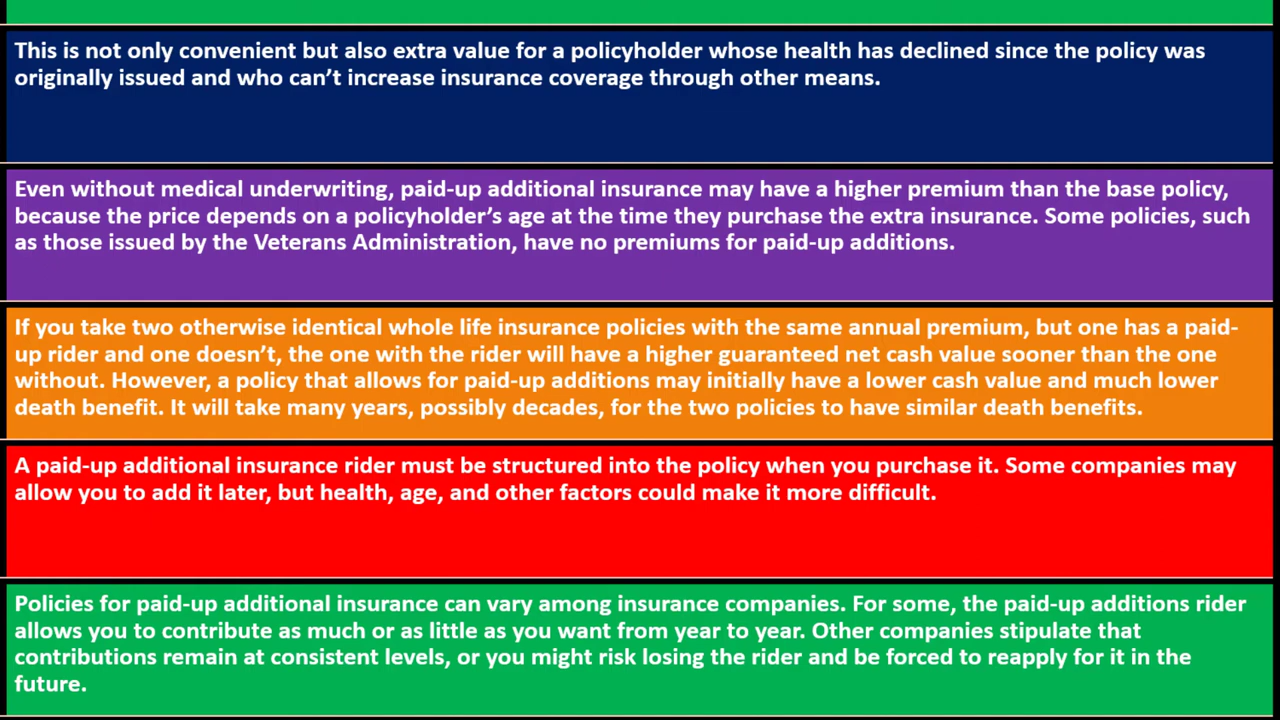 This is not only convenient but also extra value for a policyholder whose health has declined since the policy was
originally issued and who can’t increase insurance coverage through other means.
Even without medical underwriting, paid-up additional insurance may have a higher premium than the base policy,
because the price depends on a policyholder’s age at the time they purchase the extra insurance. Some policies, such
as those issued by the Veterans Administration, have no premiums for paid-up additions.
If you take two otherwise identical whole life insurance policies with the same annual premium, but one has a paid-
up rider and one doesn’t, the one with the rider will have a higher guaranteed net cash value sooner than the one
without. However, a policy that allows for paid-up additions may initially have a lower cash value and much lower
death benefit. It will take many years, possibly decades, for the two policies to have similar death benefits.
A paid-up additional insurance rider must be structured into the policy when you purchase it. Some companies may
allow you to add it later, but health, age, and other factors could make it more difficult.
Policies for paid-up additional insurance can vary among insurance companies. For some, the paid-up additions rider
allows you to contribute as much or as little as you want from year to year. Other companies stipulate that
contributions remain at consistent levels, or you might risk losing the rider and be forced to reapply for it in the
future.